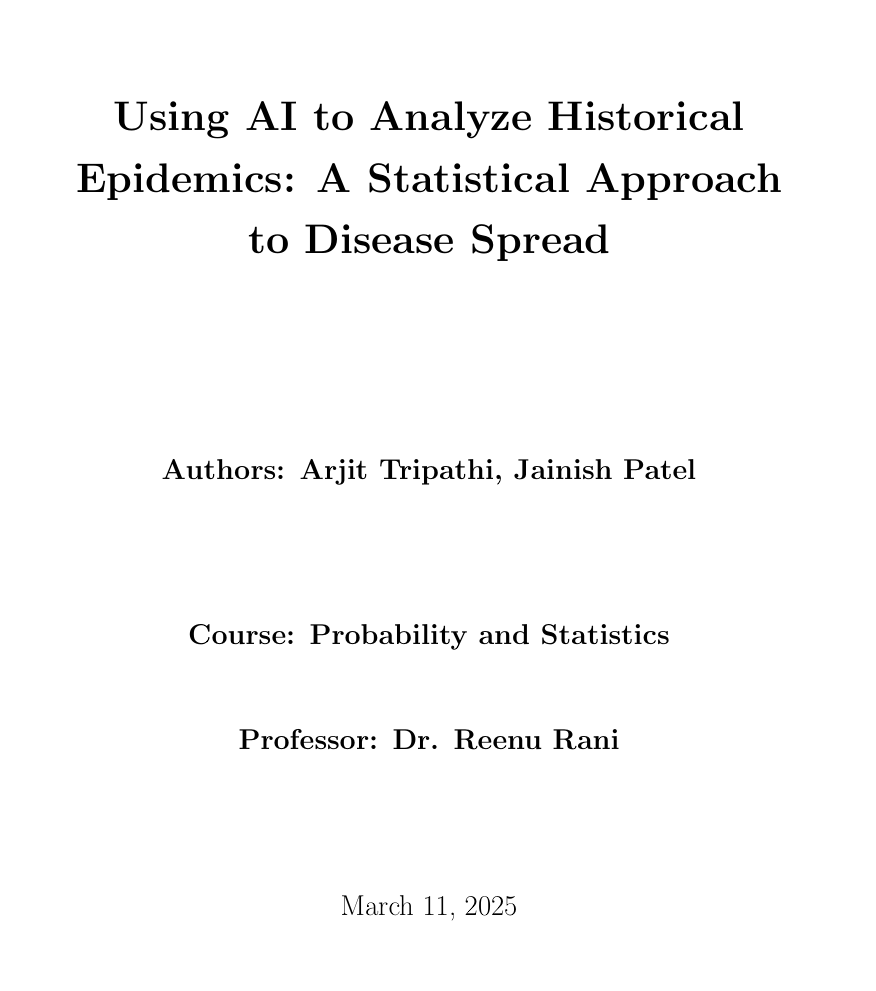 Using AI to Analyze Historical
Epidemics: A Statistical Approach
to Disease Spread
Authors: Arjit Tripathi, Jainish Patel
Course: Probability and Statistics
Professor: Dr. Reenu Rani
March 11, 2025